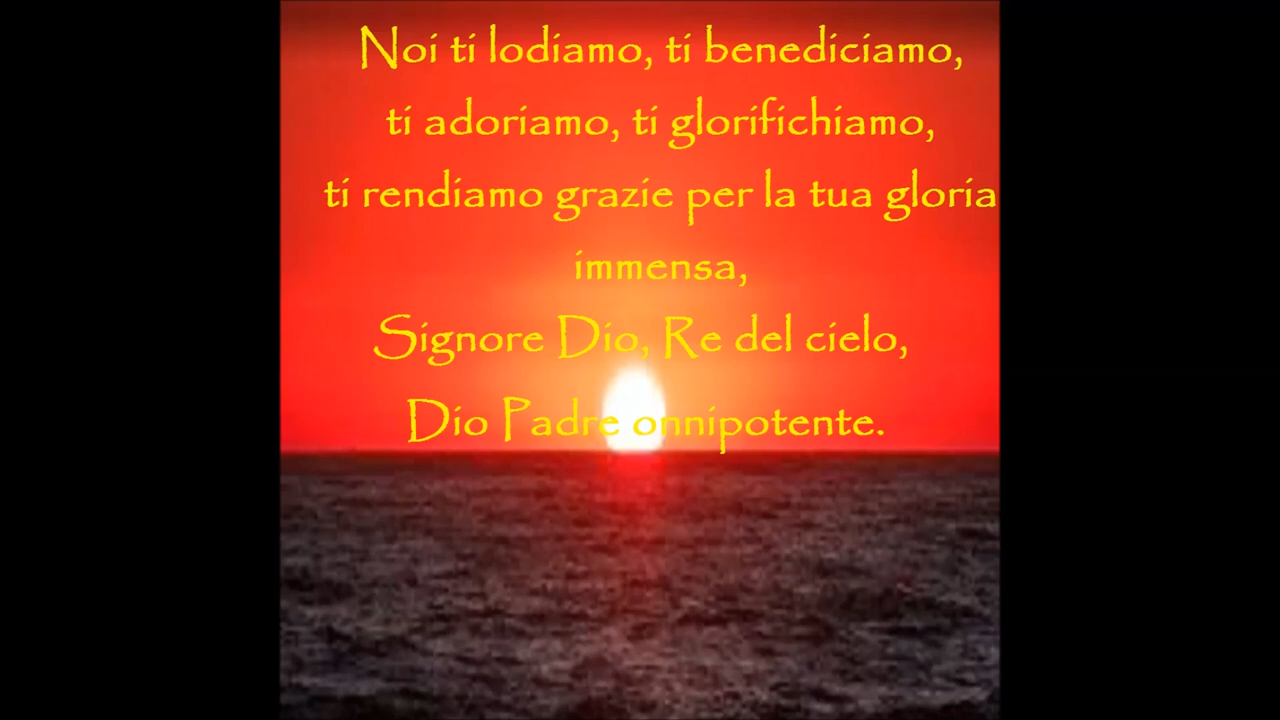 Noi ti lodiamo, ti benediciamo,
ti adoriamo, ti glorifichiamo,
ti rendiamo grazie per la tua gloria
immensa,
Signore Dio, Re del cielo,
Dio Padre onnipotente.